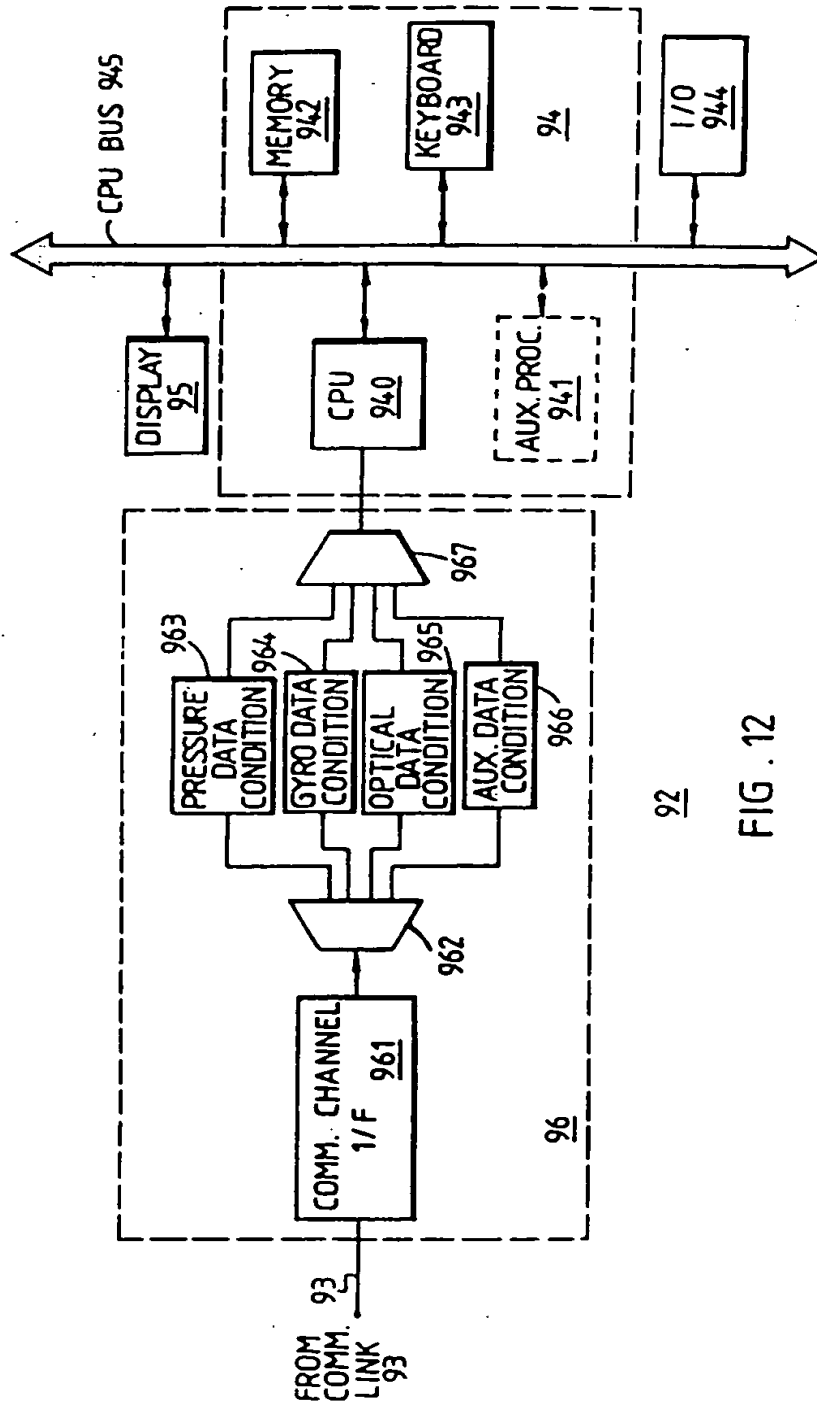 FROM
COMM.
LINK
93
93
COMM. CHANNEL
1/F
961
962
PRESSURE
DATA
CONDITION
963
GYRO DATA
CONDITION
964
OPTICAL
DATA
CONDITION
965
AUX. DATA
CONDITION
966
967
96
DISPLAY
95
CPU BUS 945
CPU
940
MEMORY
942
KEYBOARD
943
AUX. PROC.
941
94
I/O
944
92
FIG. 12